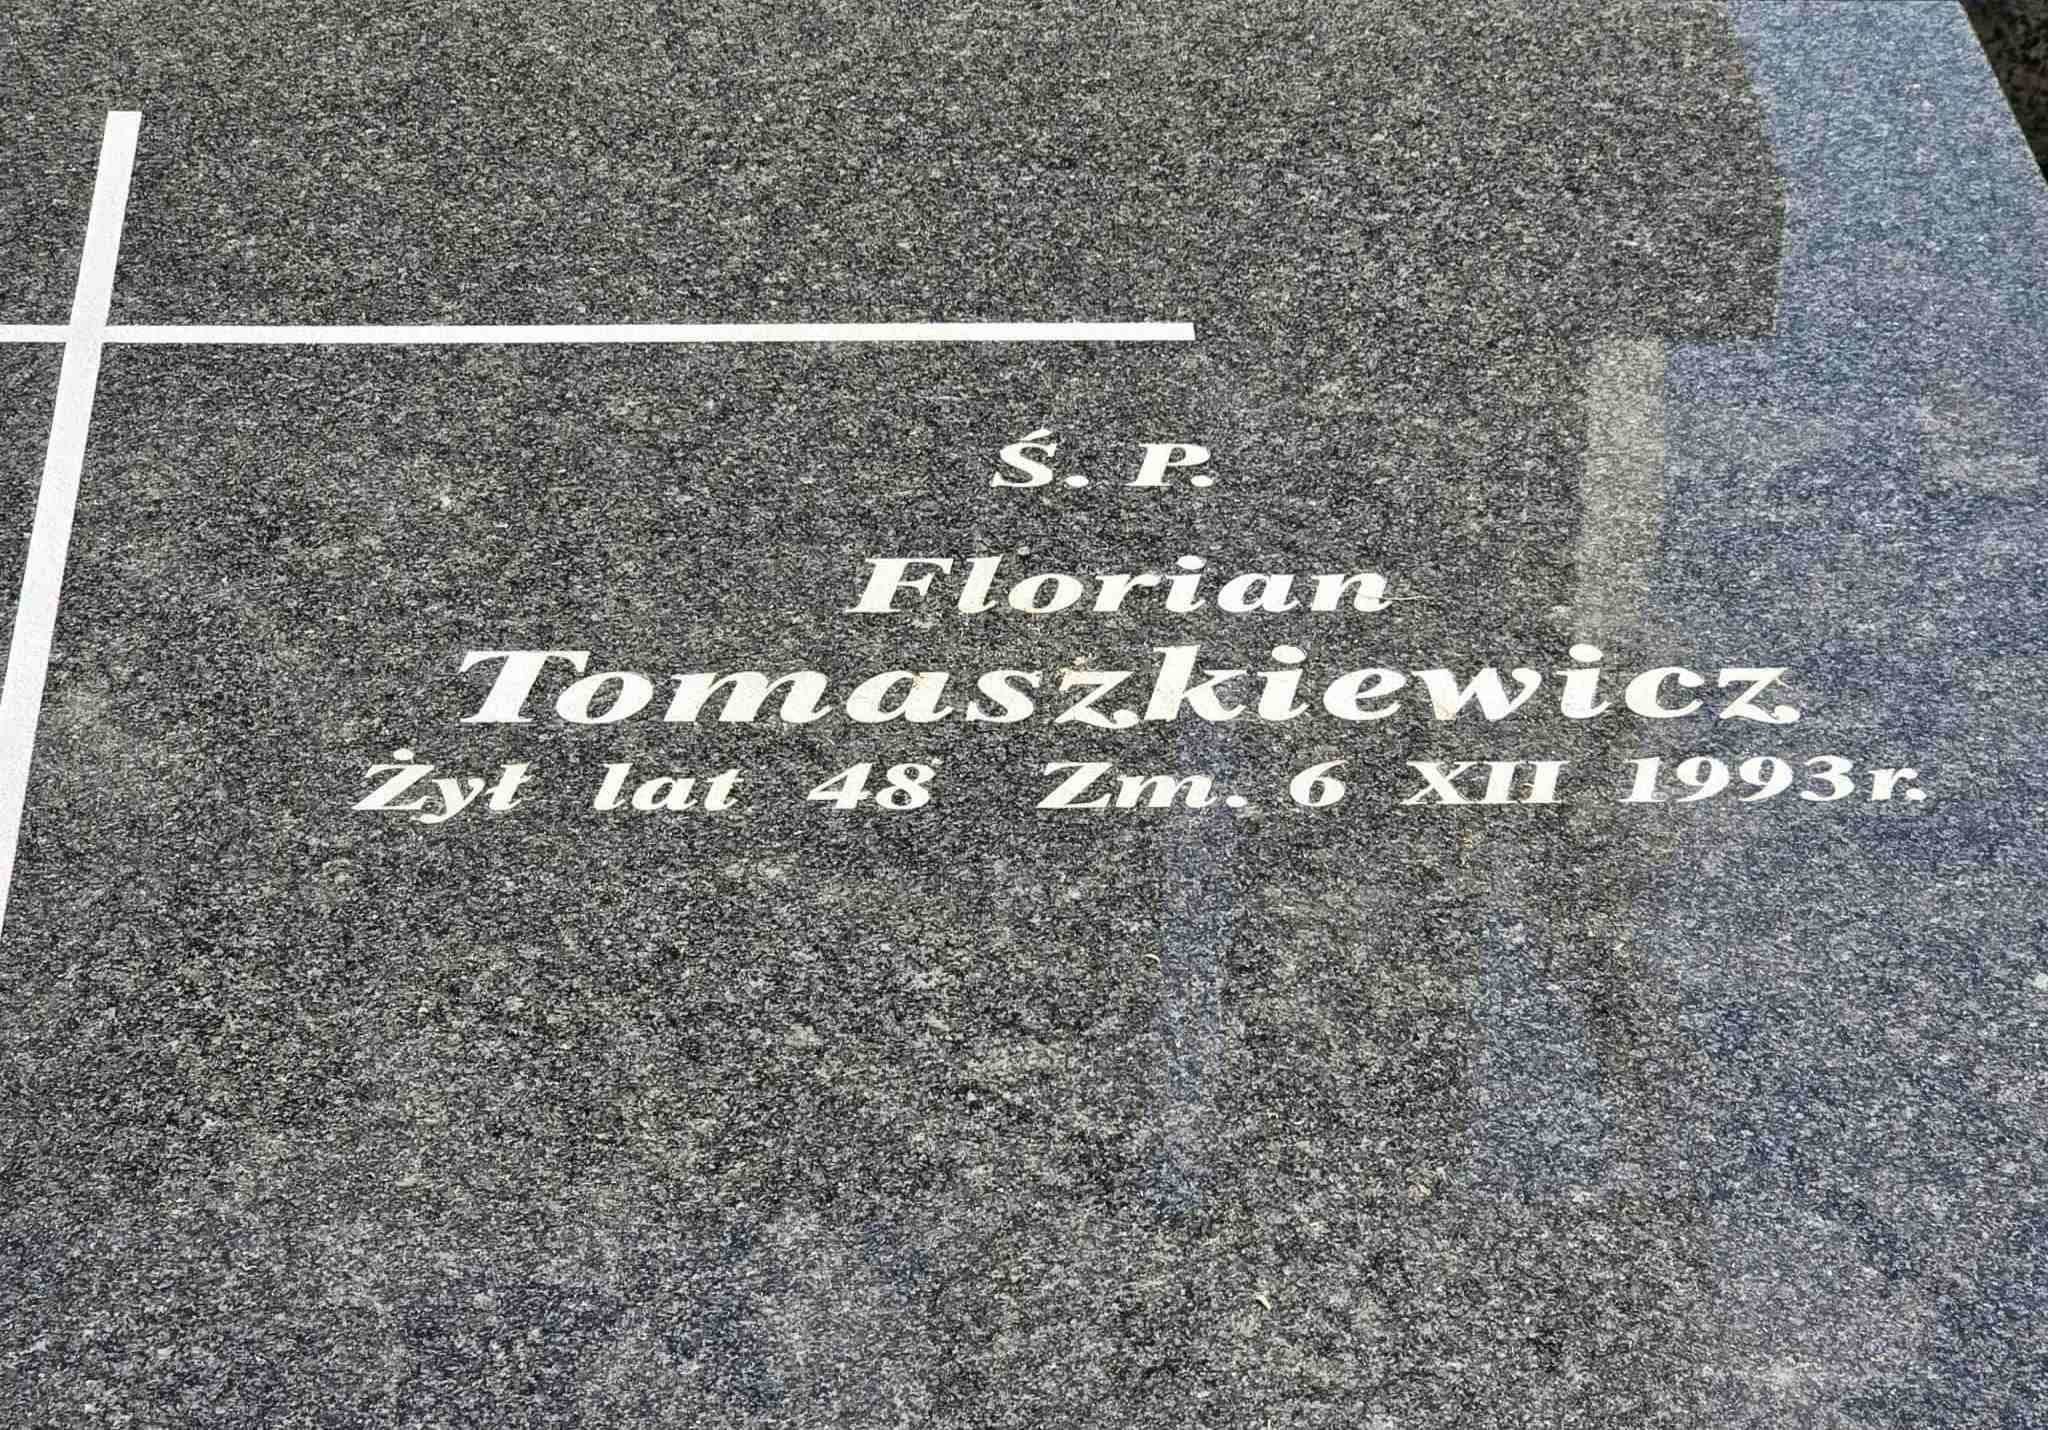 Ś. P.
Florian
Tomaszkiewicz
Żył lat 48 Zm. 6 XII 1993r.